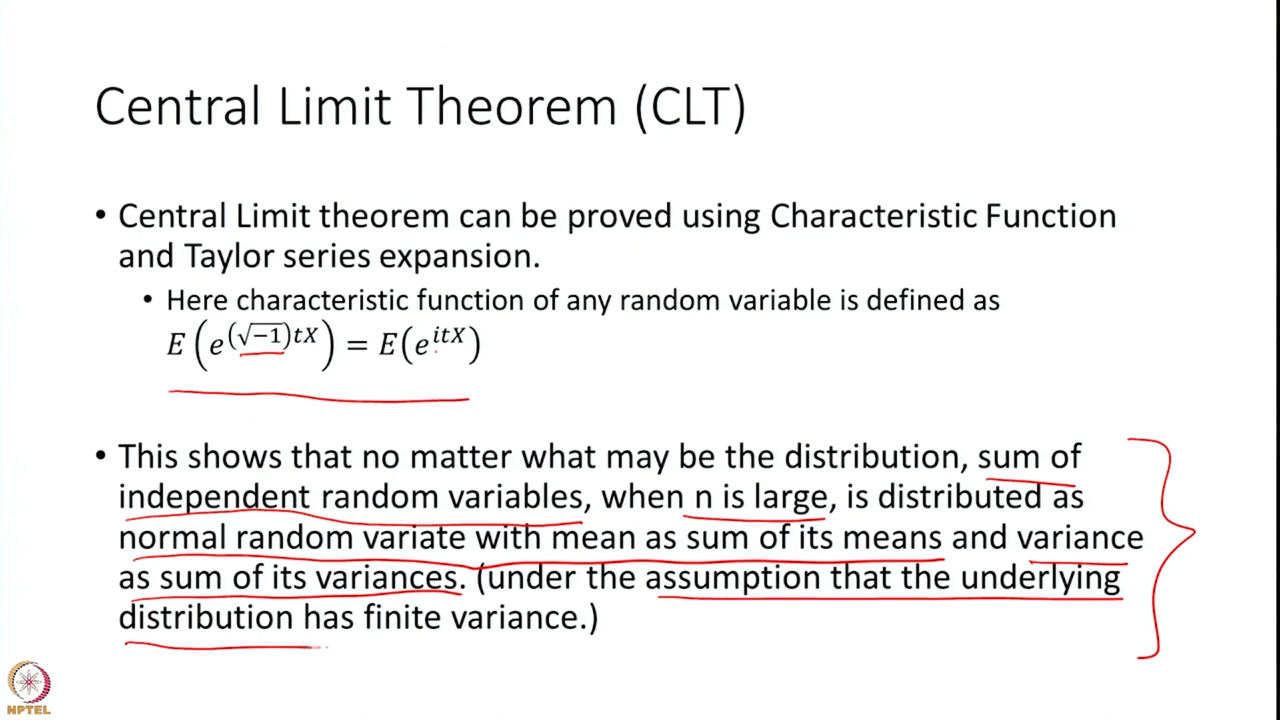 Central Limit Theorem (CLT)
• Central Limit theorem can be proved using Characteristic Function
and Taylor series expansion.
• Here characteristic function of any random variable is defined as
E(e^{(√−1)tX}) = E(e^{itX})
• This shows that no matter what may be the distribution, sum of
independent random variables, when n is large, is distributed as
normal random variate with mean as sum of its means and variance
as sum of its variances. (under the assumption that the underlying
distribution has finite variance.)
NPTEL